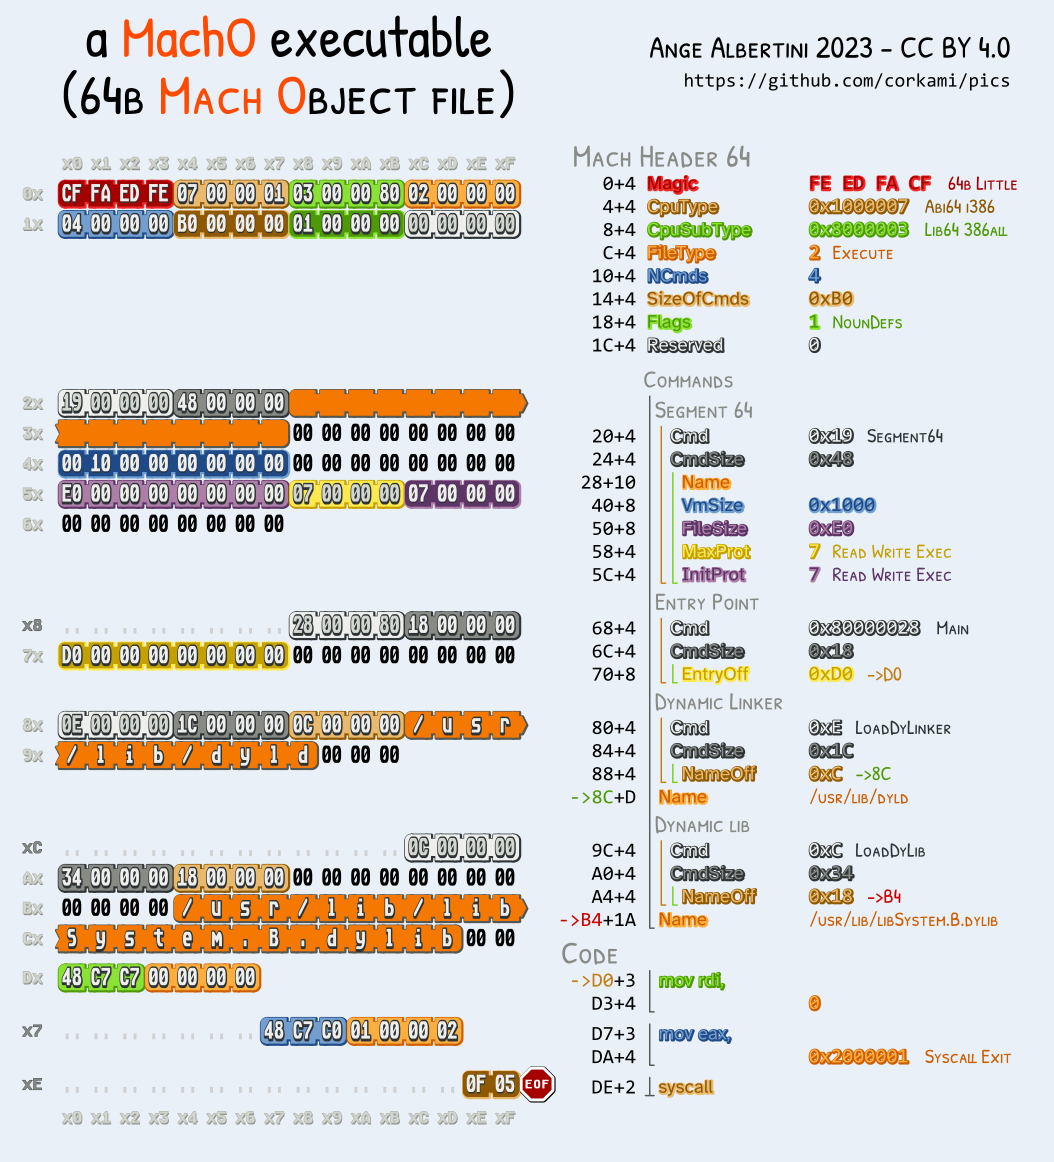 a MachO executable
(64b Mach Object file)
Ange Albertini 2023 - CC BY 4.0
https://github.com/corkami/pics
x0 x1 x2 x3 x4 x5 x6 x7 x8 x9 xA xB xC xD xE xF
0x CF FA ED FE 07 00 00 01 03 00 00 80 02 00 00 00
1x 04 00 00 00 B0 00 00 00 01 00 00 00 00 00 00 00
2x 19 00 00 00 48 00 00 00
3x 00 00 00 00 00 00 00 00
4x 00 10 00 00 00 00 00 00 00 00 00 00 00 00 00 00
5x E0 00 00 00 00 00 00 00 07 00 00 00 07 00 00 00
6x 00 00 00 00 00 00 00 00
x8 .. .. .. .. .. .. .. .. 28 00 00 80 18 00 00 00
7x D0 00 00 00 00 00 00 00 00 00 00 00 00 00 00 00
8x 0E 00 00 00 1C 00 00 00 0C 00 00 00 / u s r
9x / l i b / d y l d 00 00 00
xC .. .. .. .. .. .. .. .. .. .. .. .. 0C 00 00 00
Ax 34 00 00 00 18 00 00 00 00 00 00 00 00 00 00 00
Bx 00 00 00 00 / u s r / l i b / l i b
Cx S y s t e m . B . d y l i b 00 00
Dx 48 C7 C7 00 00 00 00
x7 .. .. .. .. .. .. .. 48 C7 C0 01 00 00 02
xE .. .. .. .. .. .. .. .. .. .. .. .. .. .. 0F 05 EOF
x0 x1 x2 x3 x4 x5 x6 x7 x8 x9 xA xB xC xD xE xF
Mach Header 64
0+4 Magic FE ED FA CF 64b Little
4+4 CpuType 0x1000007 Abi64 i386
8+4 CpuSubType 0x8000003 Lib64 386all
C+4 FileType 2 Execute
10+4 NCmds 4
14+4 SizeOfCmds 0xB0
18+4 Flags 1 NounDefs
1C+4 Reserved 0
Commands
Segment 64
20+4 Cmd 0x19 Segment64
24+4 CmdSize 0x48
28+10 Name
40+8 VmSize 0x1000
50+8 FileSize 0xE0
58+4 MaxProt 7 Read Write Exec
5C+4 InitProt 7 Read Write Exec
Entry Point
68+4 Cmd 0x80000028 Main
6C+4 CmdSize 0x18
70+8 EntryOff 0xD0 ->D0
Dynamic Linker
80+4 Cmd 0xE LoadDyLinker
84+4 CmdSize 0x1C
88+4 NameOff 0xC ->8C
->8C+D Name /usr/lib/dyld
Dynamic lib
9C+4 Cmd 0xC LoadDyLib
A0+4 CmdSize 0x34
A4+4 NameOff 0x18 ->B4
->B4+1A Name /usr/lib/libSystem.B.dylib
Code
->D0+3 mov rdi,
D3+4 0
D7+3 mov eax,
DA+4 0x2000001 Syscall Exit
DE+2 syscall